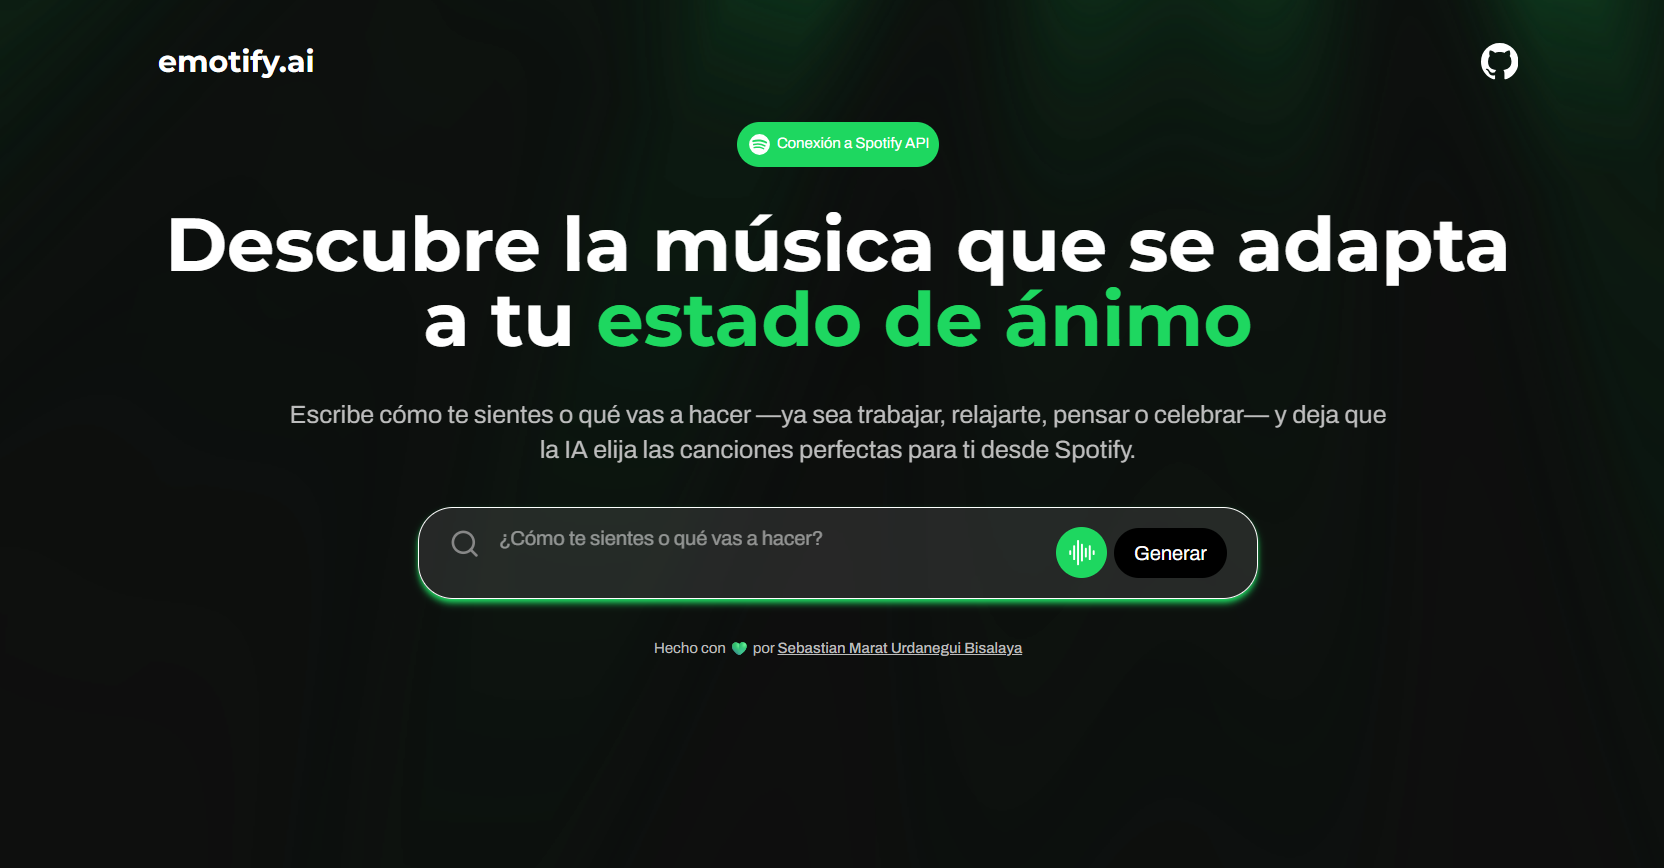 emotify.ai
Conexión a Spotify API
Descubre la música que se adapta
a tu estado de ánimo
Escribe cómo te sientes o qué vas a hacer —ya sea trabajar, relajarte, pensar o celebrar— y deja que
la IA elija las canciones perfectas para ti desde Spotify.
¿Cómo te sientes o qué vas a hacer?
Generar
Hecho con 💚 por Sebastian Marat Urdanegui Bisalaya